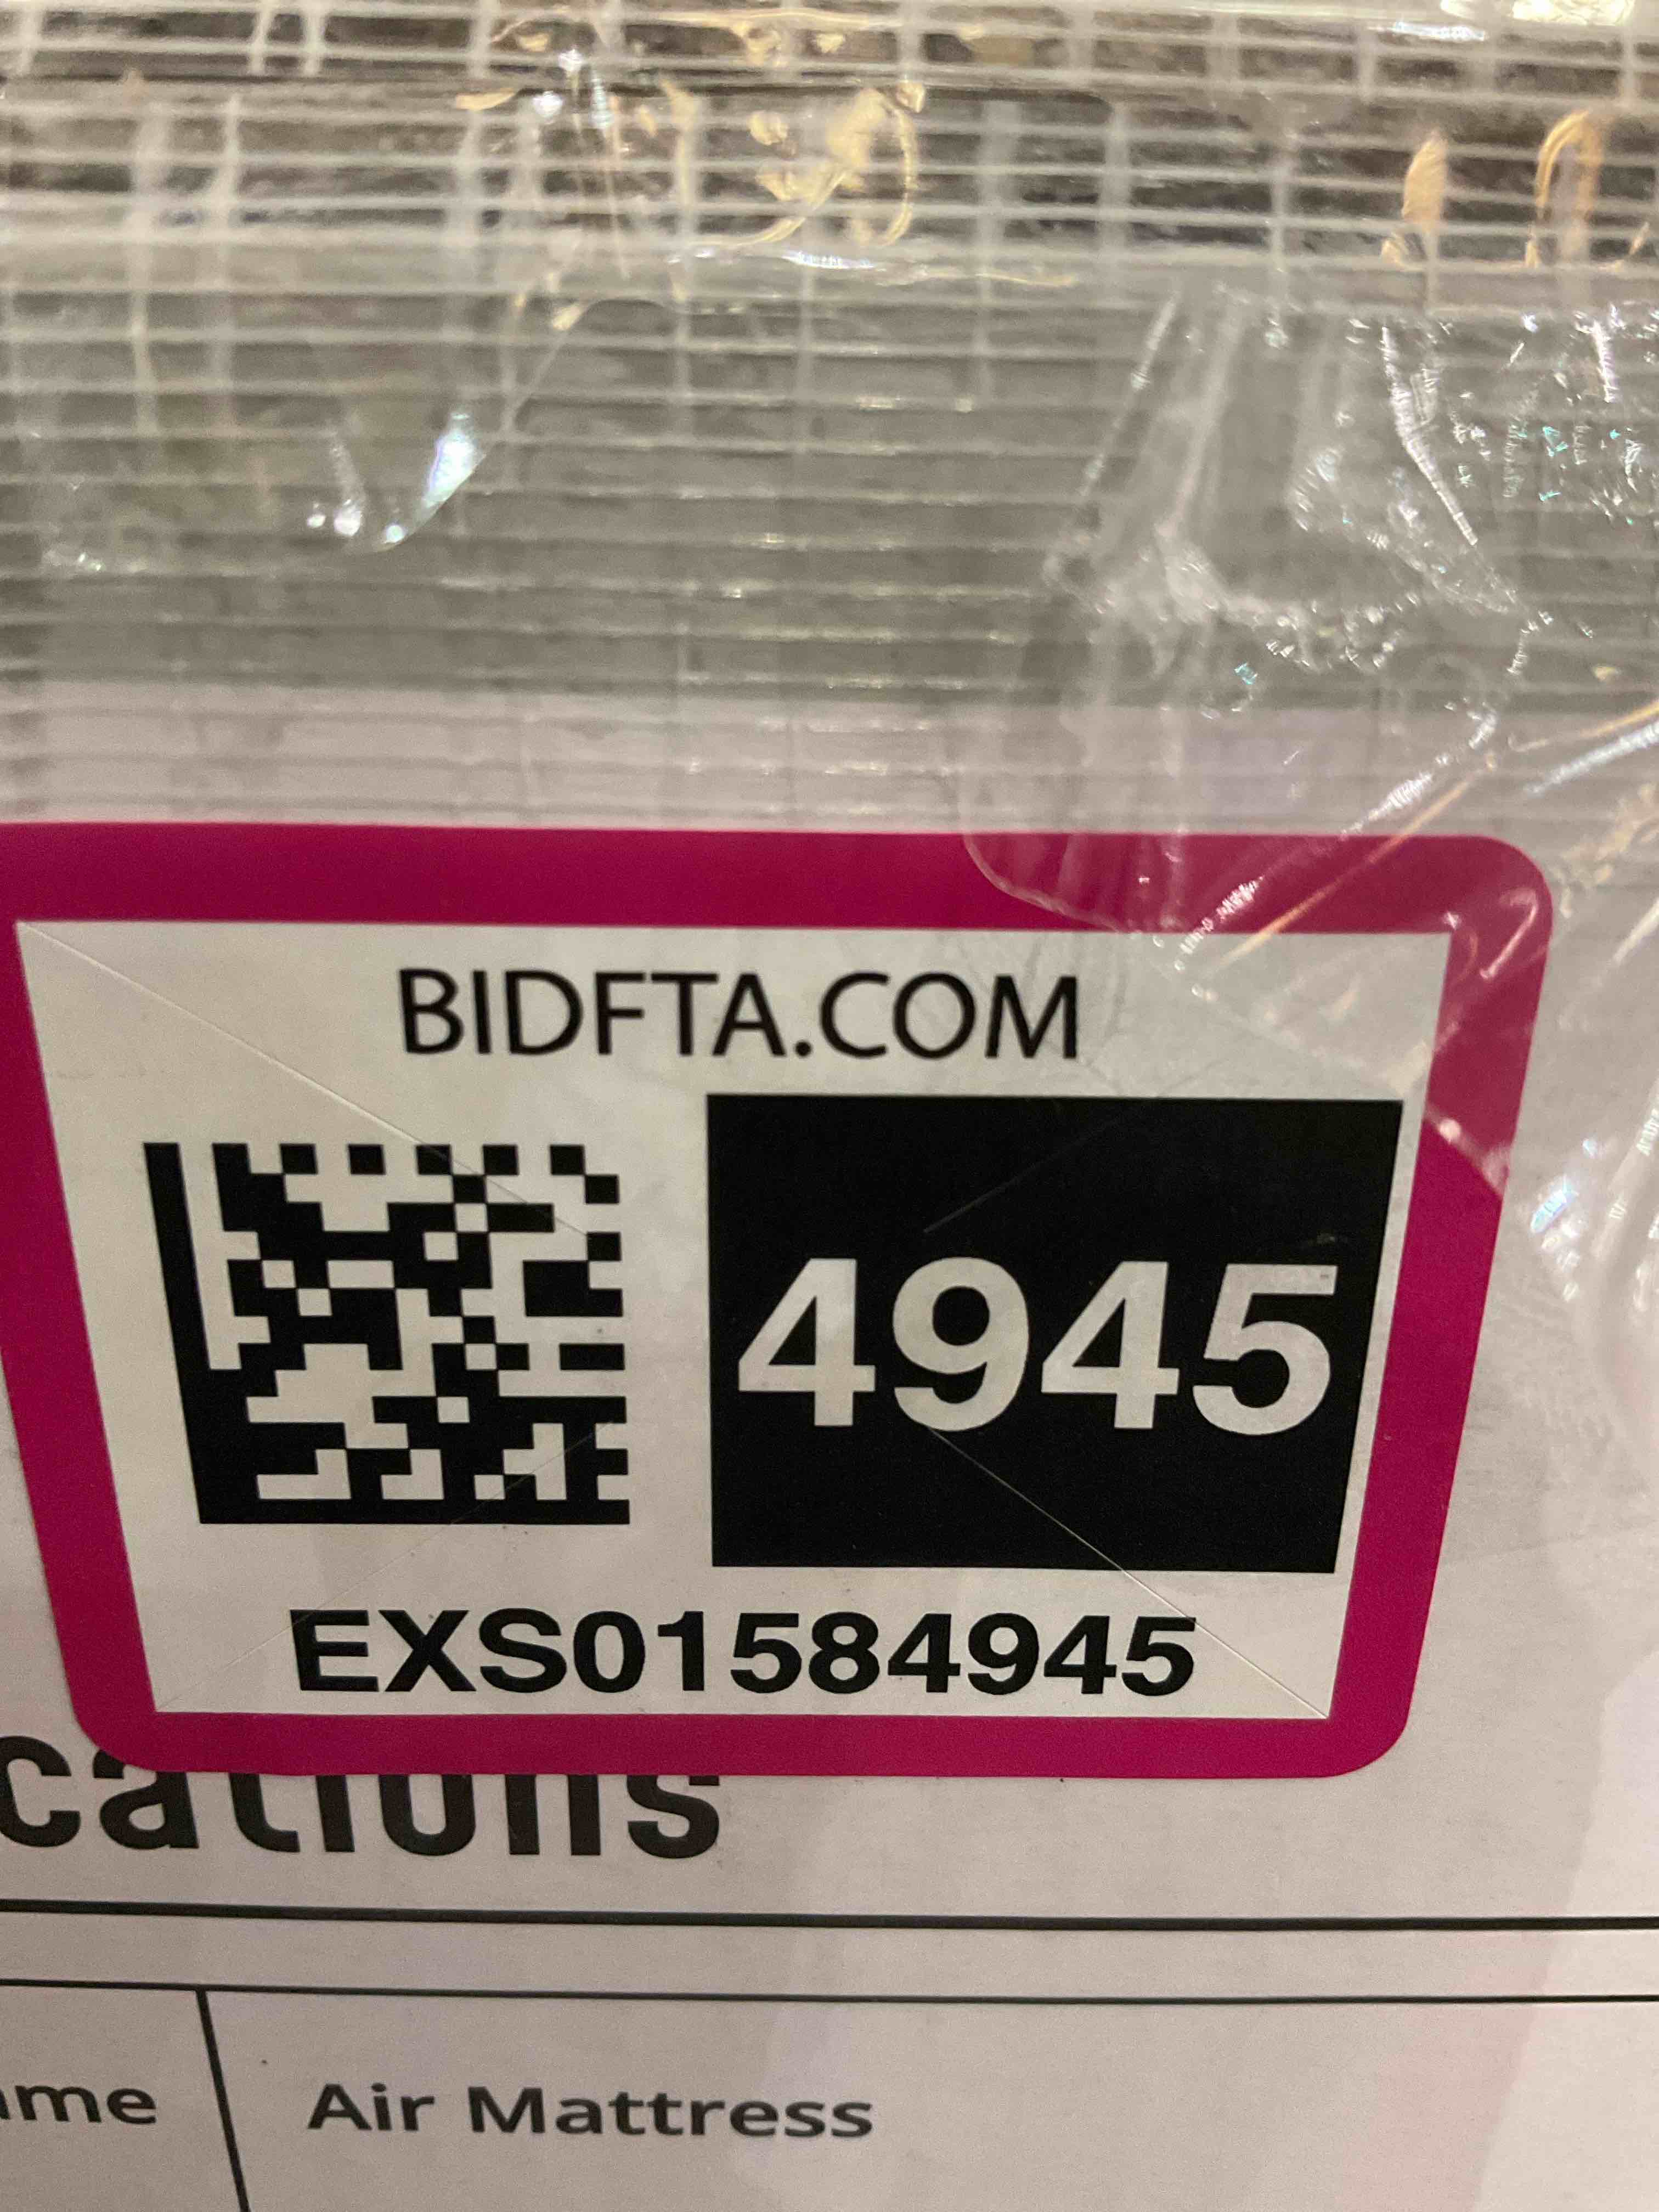 BIDFTA.COM
4945
EXS01584945
cations
ame
Air Mattress